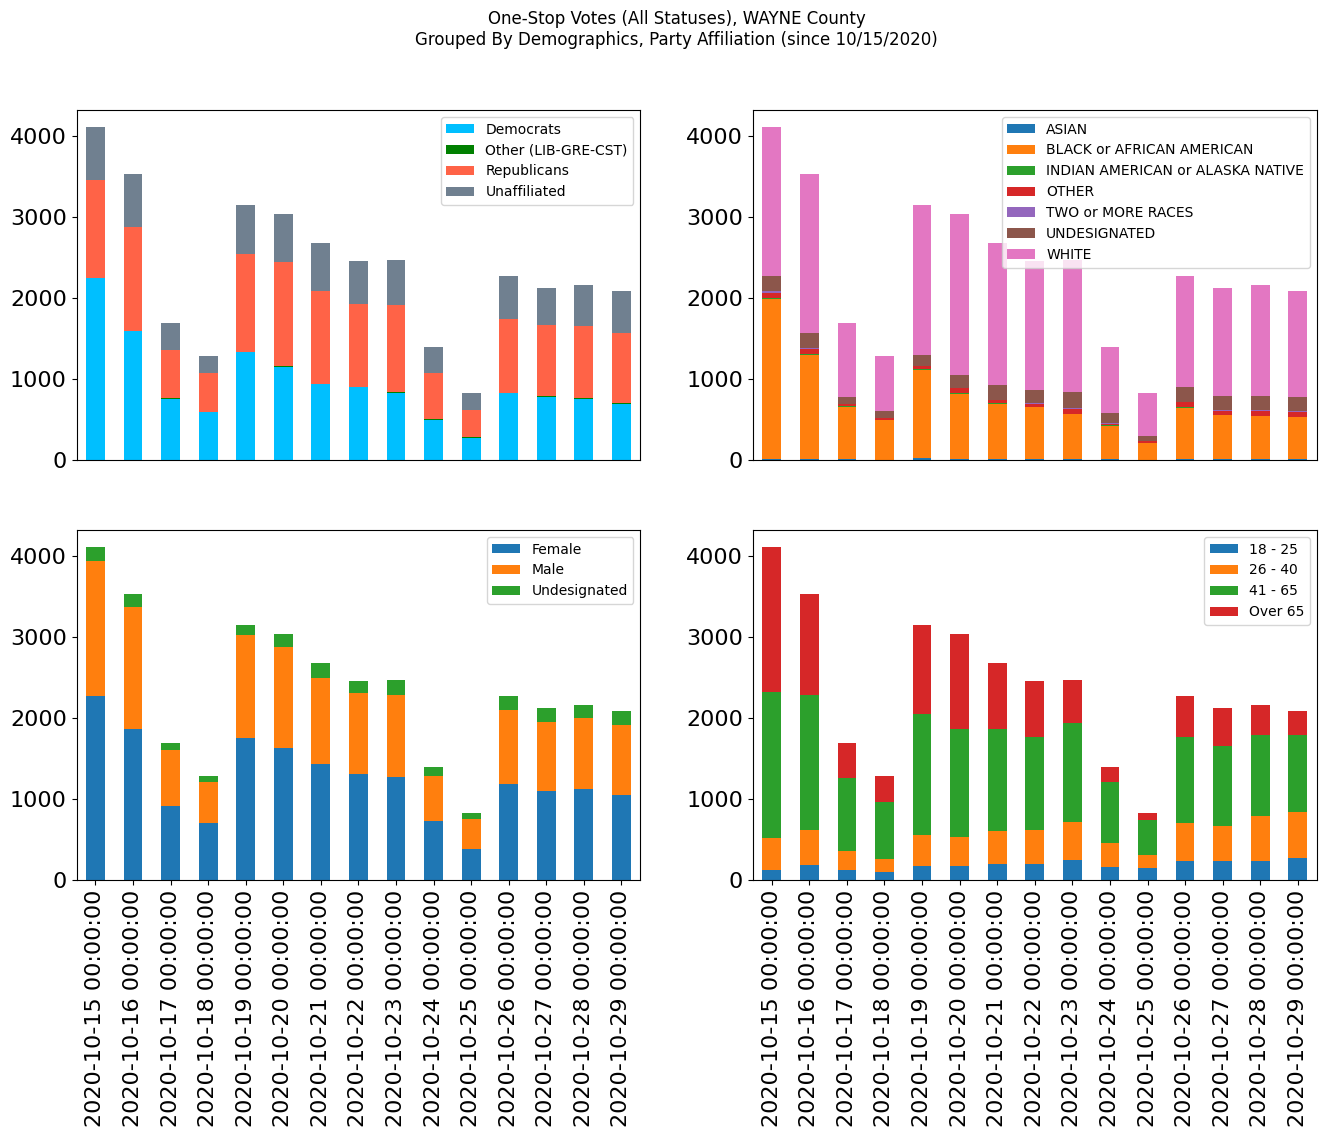 One-Stop Votes (All Statuses), WAYNE County
Grouped By Demographics, Party Affiliation (since 10/15/2020)
4000
3000
2000
1000
0
Democrats
Other (LIB-GRE-CST)
Republicans
Unaffiliated
4000
3000
2000
1000
0
ASIAN
BLACK or AFRICAN AMERICAN
INDIAN AMERICAN or ALASKA NATIVE
OTHER
TWO or MORE RACES
UNDESIGNATED
WHITE
4000
3000
2000
1000
0
Female
Male
Undesignated
2020-10-15 00:00:00
2020-10-16 00:00:00
2020-10-17 00:00:00
2020-10-18 00:00:00
2020-10-19 00:00:00
2020-10-20 00:00:00
2020-10-21 00:00:00
2020-10-22 00:00:00
2020-10-23 00:00:00
2020-10-24 00:00:00
2020-10-25 00:00:00
2020-10-26 00:00:00
2020-10-27 00:00:00
2020-10-28 00:00:00
2020-10-29 00:00:00
4000
3000
2000
1000
0
18 - 25
26 - 40
41 - 65
Over 65
2020-10-15 00:00:00
2020-10-16 00:00:00
2020-10-17 00:00:00
2020-10-18 00:00:00
2020-10-19 00:00:00
2020-10-20 00:00:00
2020-10-21 00:00:00
2020-10-22 00:00:00
2020-10-23 00:00:00
2020-10-24 00:00:00
2020-10-25 00:00:00
2020-10-26 00:00:00
2020-10-27 00:00:00
2020-10-28 00:00:00
2020-10-29 00:00:00